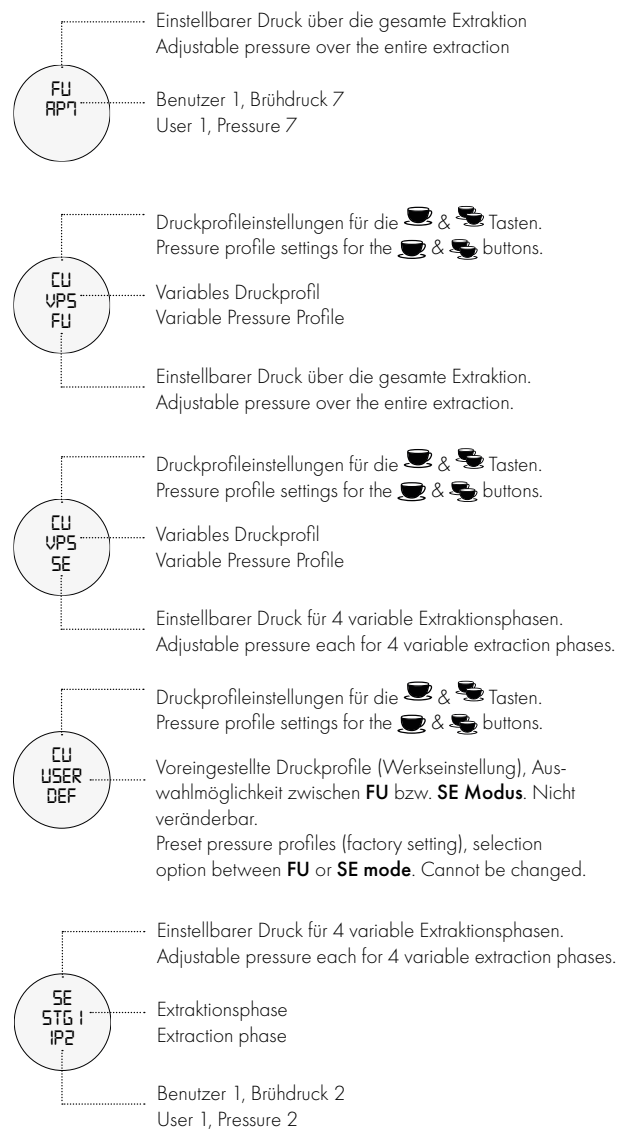 Einstellbarer Druck über die gesamte Extraktion
Adjustable pressure over the entire extraction
FU
AP7
Benutzer 1, Brühdruck 7
User 1, Pressure 7
Druckprofileinstellungen für die & Tasten.
Pressure profile settings for the & buttons.
CU
VPS
FU
Variables Druckprofil
Variable Pressure Profile
Einstellbarer Druck über die gesamte Extraktion.
Adjustable pressure over the entire extraction.
Druckprofileinstellungen für die & Tasten.
Pressure profile settings for the & buttons.
CU
VPS
SE
Variables Druckprofil
Variable Pressure Profile
Einstellbarer Druck für 4 variable Extraktionsphasen.
Adjustable pressure each for 4 variable extraction phases.
Druckprofileinstellungen für die & Tasten.
Pressure profile settings for the & buttons.
CU
USER
DEF
Voreingestellte Druckprofile (Werkseinstellung), Aus-
wahlmöglichkeit zwischen FU bzw. SE Modus. Nicht
veränderbar.
Preset pressure profiles (factory setting), selection
option between FU or SE mode. Cannot be changed.
Einstellbarer Druck für 4 variable Extraktionsphasen.
Adjustable pressure each for 4 variable extraction phases.
SE
STG1
1P2
Extraktionsphase
Extraction phase
Benutzer 1, Brühdruck 2
User 1, Pressure 2